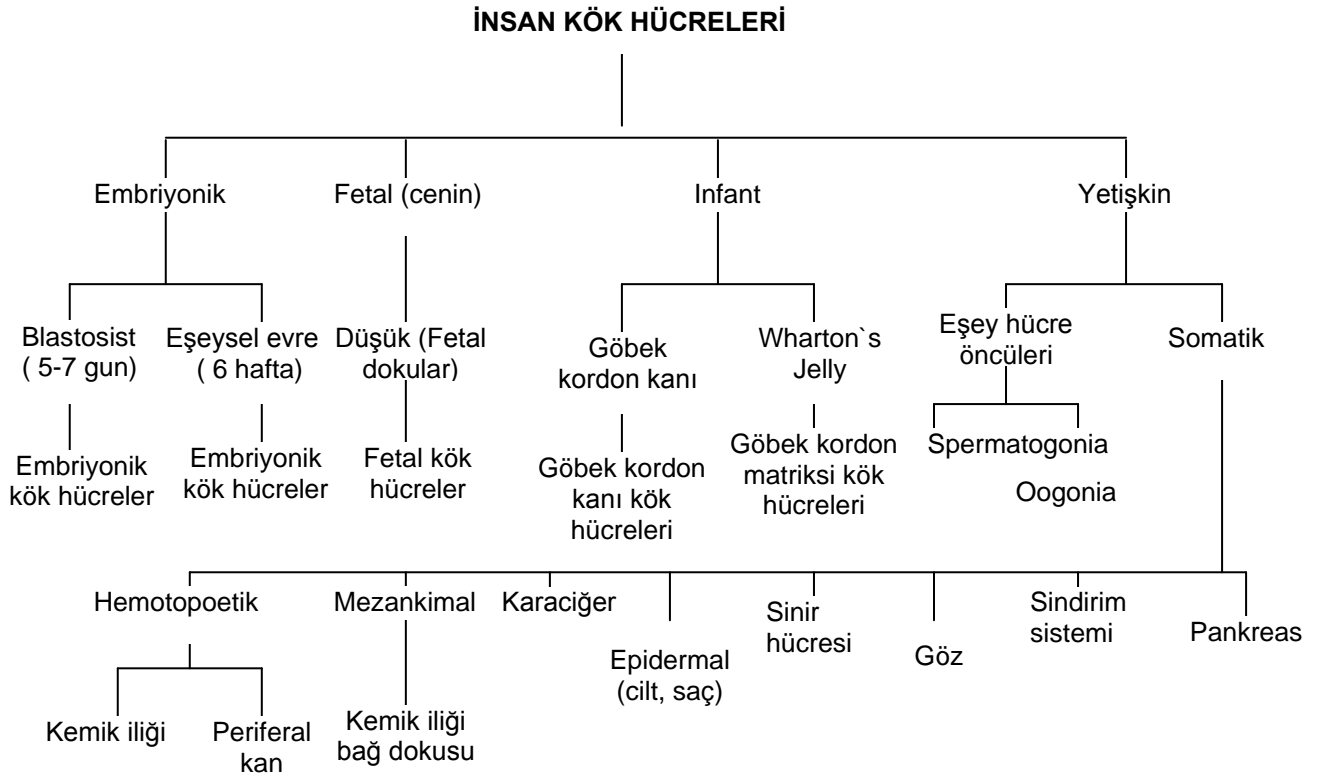 İNSAN KÖK HÜCRELERİ
Embriyonik
Fetal (cenin)
Infant
Yetişkin
Blastosist
( 5-7 gun)
Eşeysel evre
( 6 hafta)
Düşük (Fetal
dokular)
Göbek
kordon kanı
Wharton`s
Jelly
Eşey hücre
öncüleri
Somatik
Embriyonik
kök hücreler
Embriyonik
kök hücreler
Fetal kök
hücreler
Göbek kordon
kanı kök
hücreleri
Göbek kordon
matriksi kök
hücreleri
Spermatogonia
Oogonia
Hemotopoetik
Mezankimal
Karaciğer
Epidermal
(cilt, saç)
Sinir
hücresi
Göz
Sindirim
sistemi
Pankreas
Kemik iliği
Periferal
kan
Kemik iliği
bağ dokusu